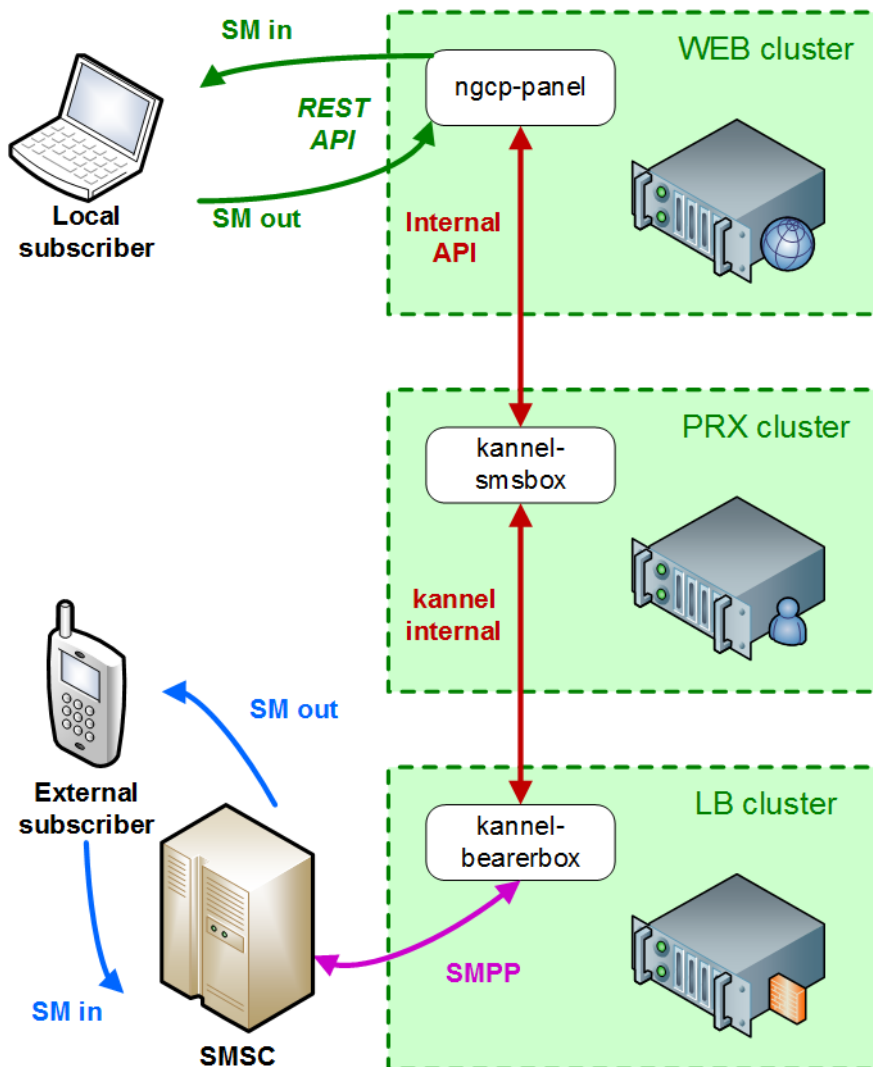 SM in
WEB cluster
ngcp-panel
REST
API
Local
subscriber
SM out
Internal
API
PRX cluster
kannel-
smsbox
kannel
internal
SM out
External
subscriber
LB cluster
kannel-
bearerbox
SMPP
SM in
SMSC